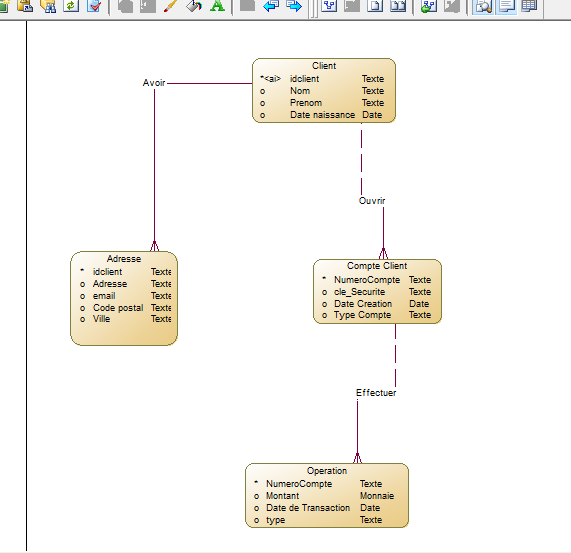 Client
*<ai> idclient Texte
o Nom Texte
o Prenom Texte
o Date naissance Date
Avoir
Ouvrir
Adresse
* idclient Texte
o Adresse Texte
o email Texte
o Code postal Texte
o Ville Texte
Compte Client
* NumeroCompte Texte
o cle_Securite Texte
o Date Creation Date
o Type Compte Texte
Effectuer
Operation
* NumeroCompte Texte
o Montant Monnaie
o Date de Transaction Date
o type Texte